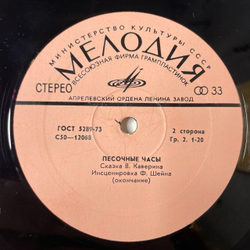 МИНИСТЕРСТВО КУЛЬТУРЫ СССР
МЕЛОДИЯ
ВСЕСОЮЗНАЯ ФИРМА ГРАМПЛАСТИНОК
СТЕРЕО
33
АПРЕЛЕВСКИЙ ОРДЕНА ЛЕНИНА ЗАВОД
ГОСТ 5289-73
2 сторона
С50—12068
Гр. 2. 1-20
ПЕСОЧНЫЕ ЧАСЫ
Сказка В. Каверина
Инсценировка Ф. Шейна
(окончание)